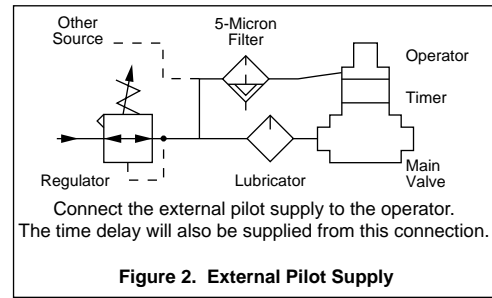 Other
Source
5-Micron
Filter
Operator
Timer
Regulator
Lubricator
Main
Valve
Connect the external pilot supply to the operator.
The time delay will also be supplied from this connection.
Figure 2. External Pilot Supply